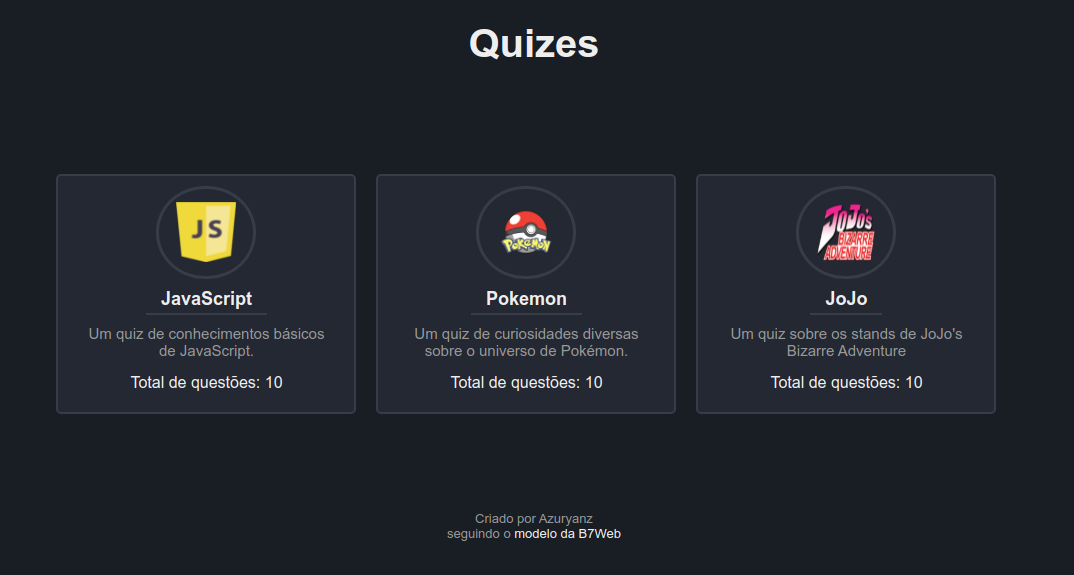 Quizes
JS
JavaScript
Um quiz de conhecimentos básicos
de JavaScript.
Total de questões: 10
POKéMON
Pokemon
Um quiz de curiosidades diversas
sobre o universo de Pokémon.
Total de questões: 10
JoJo's
BIZARRE
ADVENTURE
JoJo
Um quiz sobre os stands de JoJo's
Bizarre Adventure
Total de questões: 10
Criado por Azuryanz
seguindo o modelo da B7Web